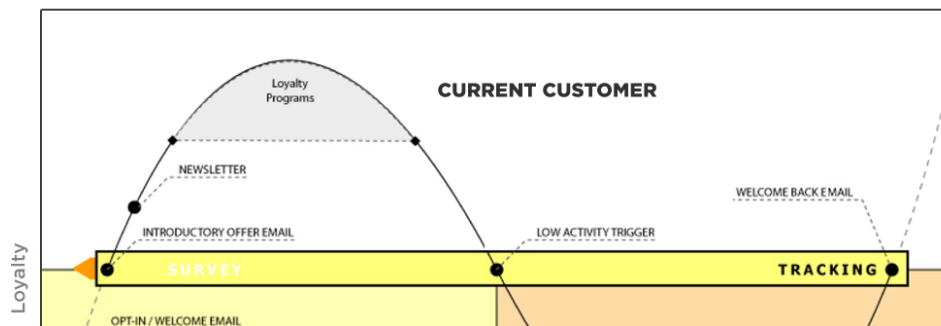 Loyalty
Programs
CURRENT CUSTOMER
NEWSLETTER
WELCOME BACK EMAIL
INTRODUCTORY OFFER EMAIL
LOW ACTIVITY TRIGGER
Loyalty
SURVEY
TRACKING
OPT-IN / WELCOME EMAIL